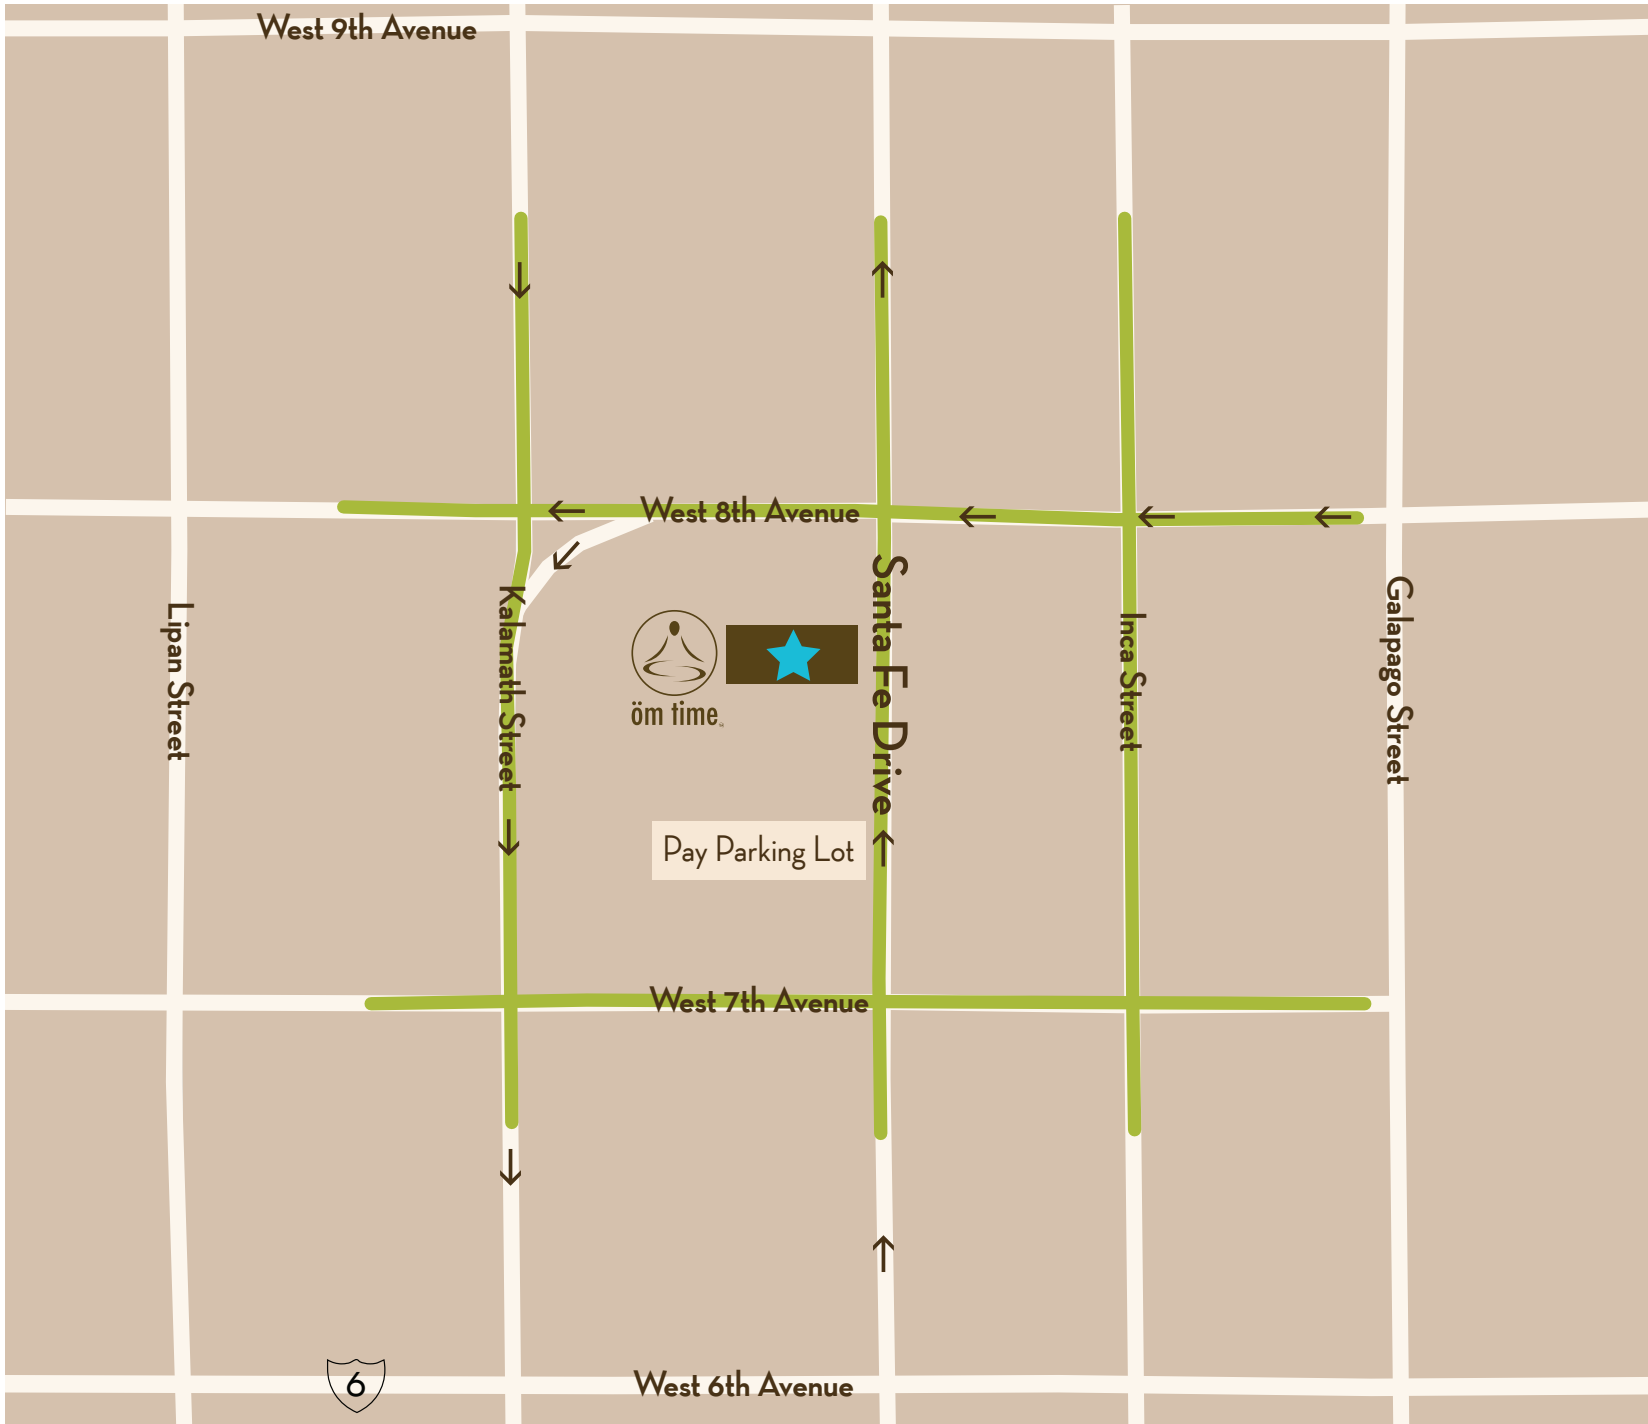 West 9th Avenue
West 8th Avenue
Lipan Street
Kalamath Street
Santa Fe Drive
Inca Street
Galapago Street
öm time
Pay Parking Lot
West 7th Avenue
6
West 6th Avenue